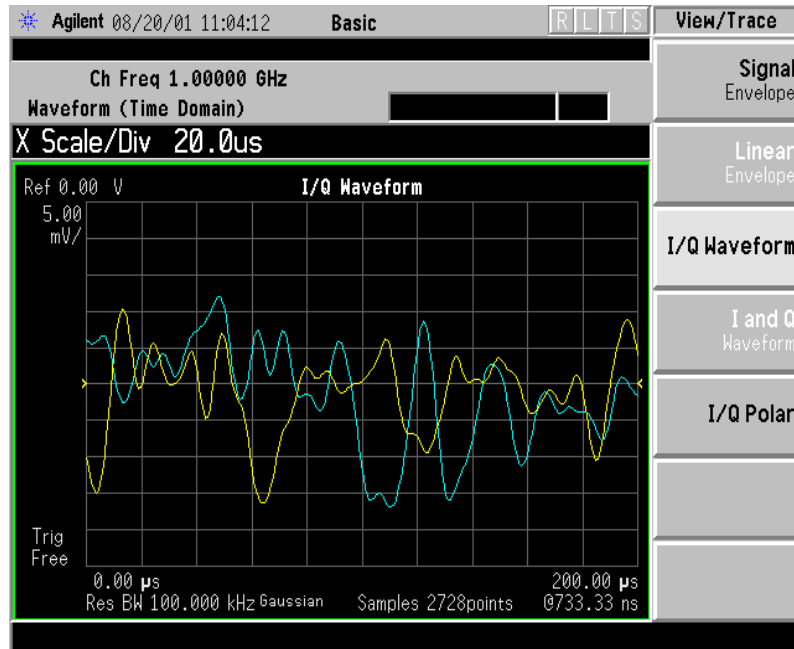 Agilent 08/20/01 11:04:12 Basic R L T S View/Trace
Ch Freq 1.00000 GHz
Waveform (Time Domain)
X Scale/Div 20.0us
Ref 0.00 V I/Q Waveform
5.00
mV/
Trig
Free
0.00 µs 200.00 µs
Res BW 100.000 kHz Gaussian Samples 2728points @733.33 ns
Signal
Envelope
Linear
Envelope
I/Q Waveform
I and Q
Waveform
I/Q Polar